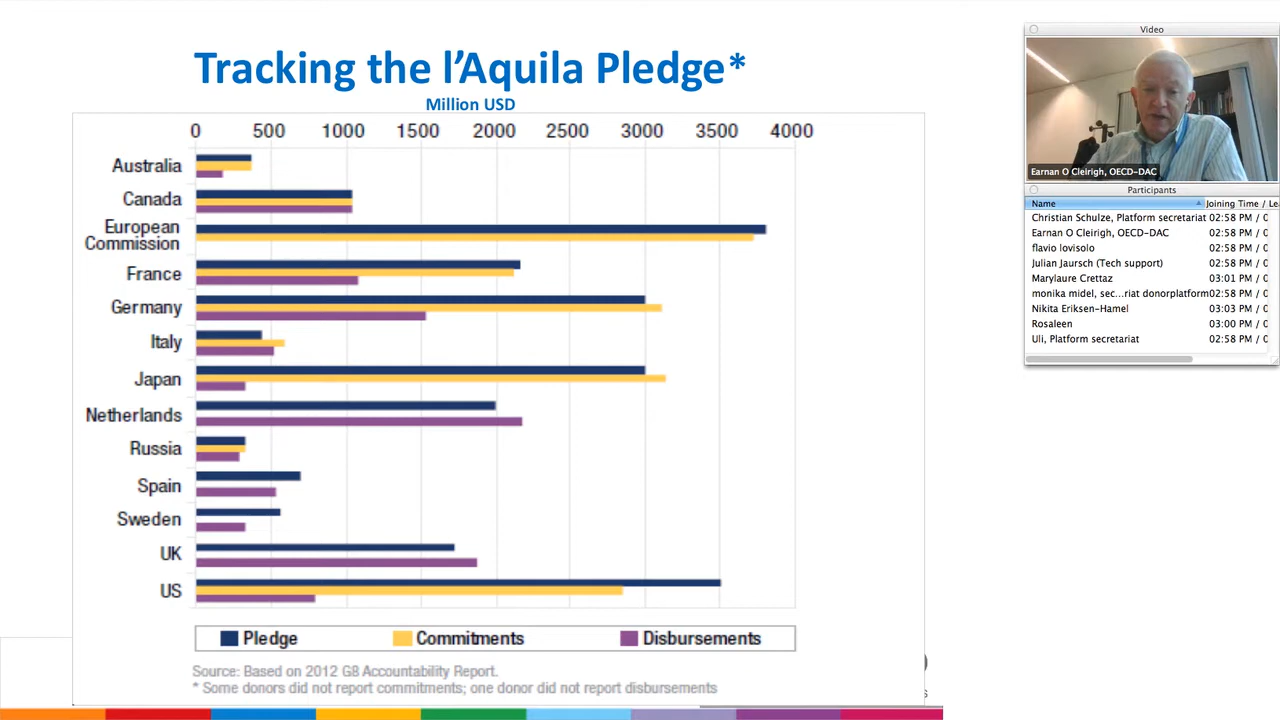 Tracking the l'Aquila Pledge*
Million USD
0 500 1000 1500 2000 2500 3000 3500 4000
Australia
Canada
European
Commission
France
Germany
Italy
Japan
Netherlands
Russia
Spain
Sweden
UK
US
Pledge Commitments Disbursements
Source: Based on 2012 G8 Accountability Report.
* Some donors did not report commitments; one donor did not report disbursements
Video
Earnan O Cleirigh, OECD-DAC
Participants
Name Joining Time / Le
Christian Schulze, Platform secretariat 02:58 PM / 0
Earnan O Cleirigh, OECD-DAC 02:58 PM / 0
flavio lovisolo 02:58 PM / 0
Julian Jaursch (Tech support) 02:58 PM / 0
Marylaure Crettaz 03:01 PM / 0
monika midel, sec...riat donorplatform 02:58 PM / 0
Nikita Eriksen-Hamel 03:03 PM / 0
Rosaleen 03:00 PM / 0
Uli, Platform secretariat 02:58 PM / 0